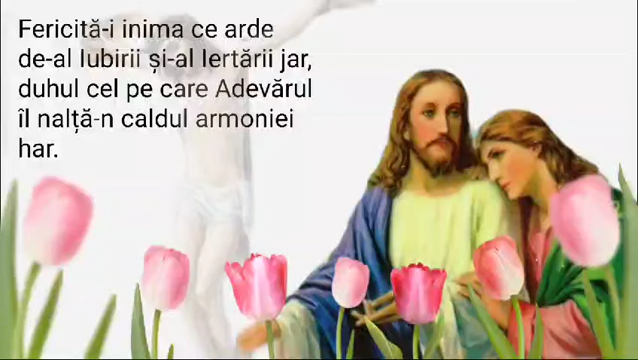 Fericită-i inima ce arde
de-al Iubirii și-al Iertării jar,
duhul cel pe care Adevărul
îl nalță-n caldul armoniei
har.